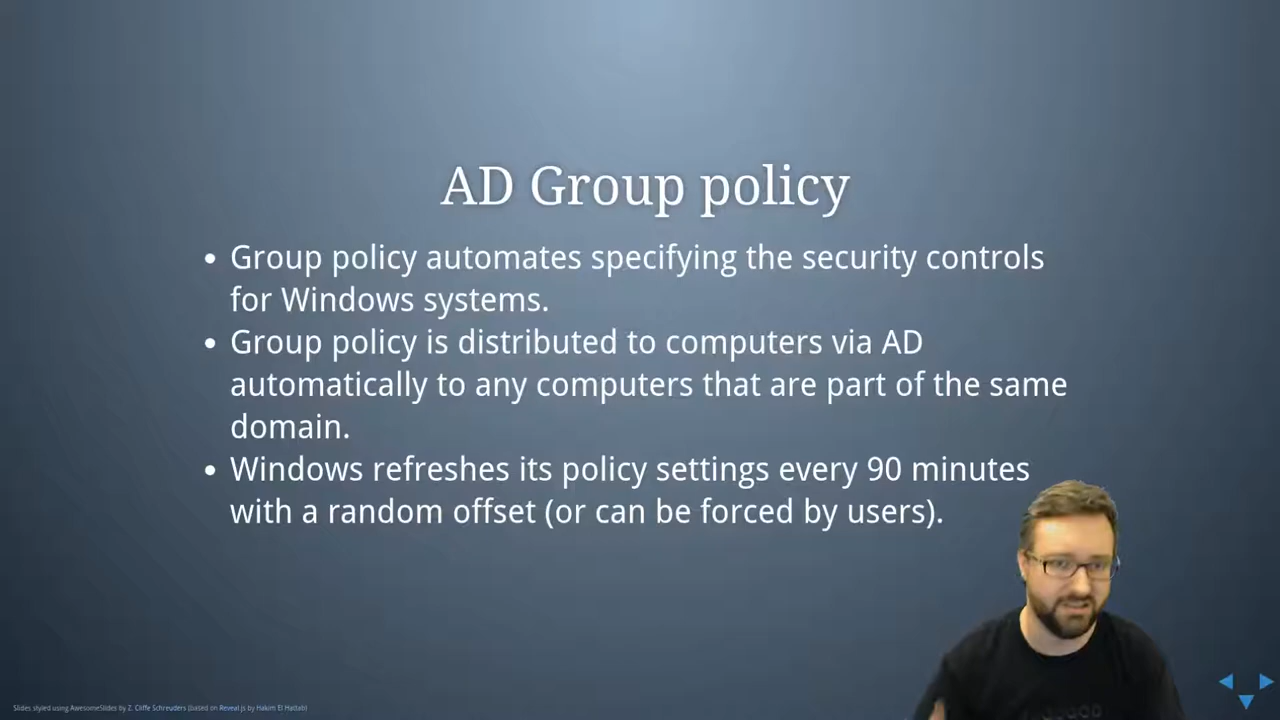 AD Group policy
• Group policy automates specifying the security controls
for Windows systems.
• Group policy is distributed to computers via AD
automatically to any computers that are part of the same
domain.
• Windows refreshes its policy settings every 90 minutes
with a random offset (or can be forced by users).
Slides styled using AwesomeSlides by Z. Cliffe Schreuders (based on Reveal.js by Hakim El Hattab)